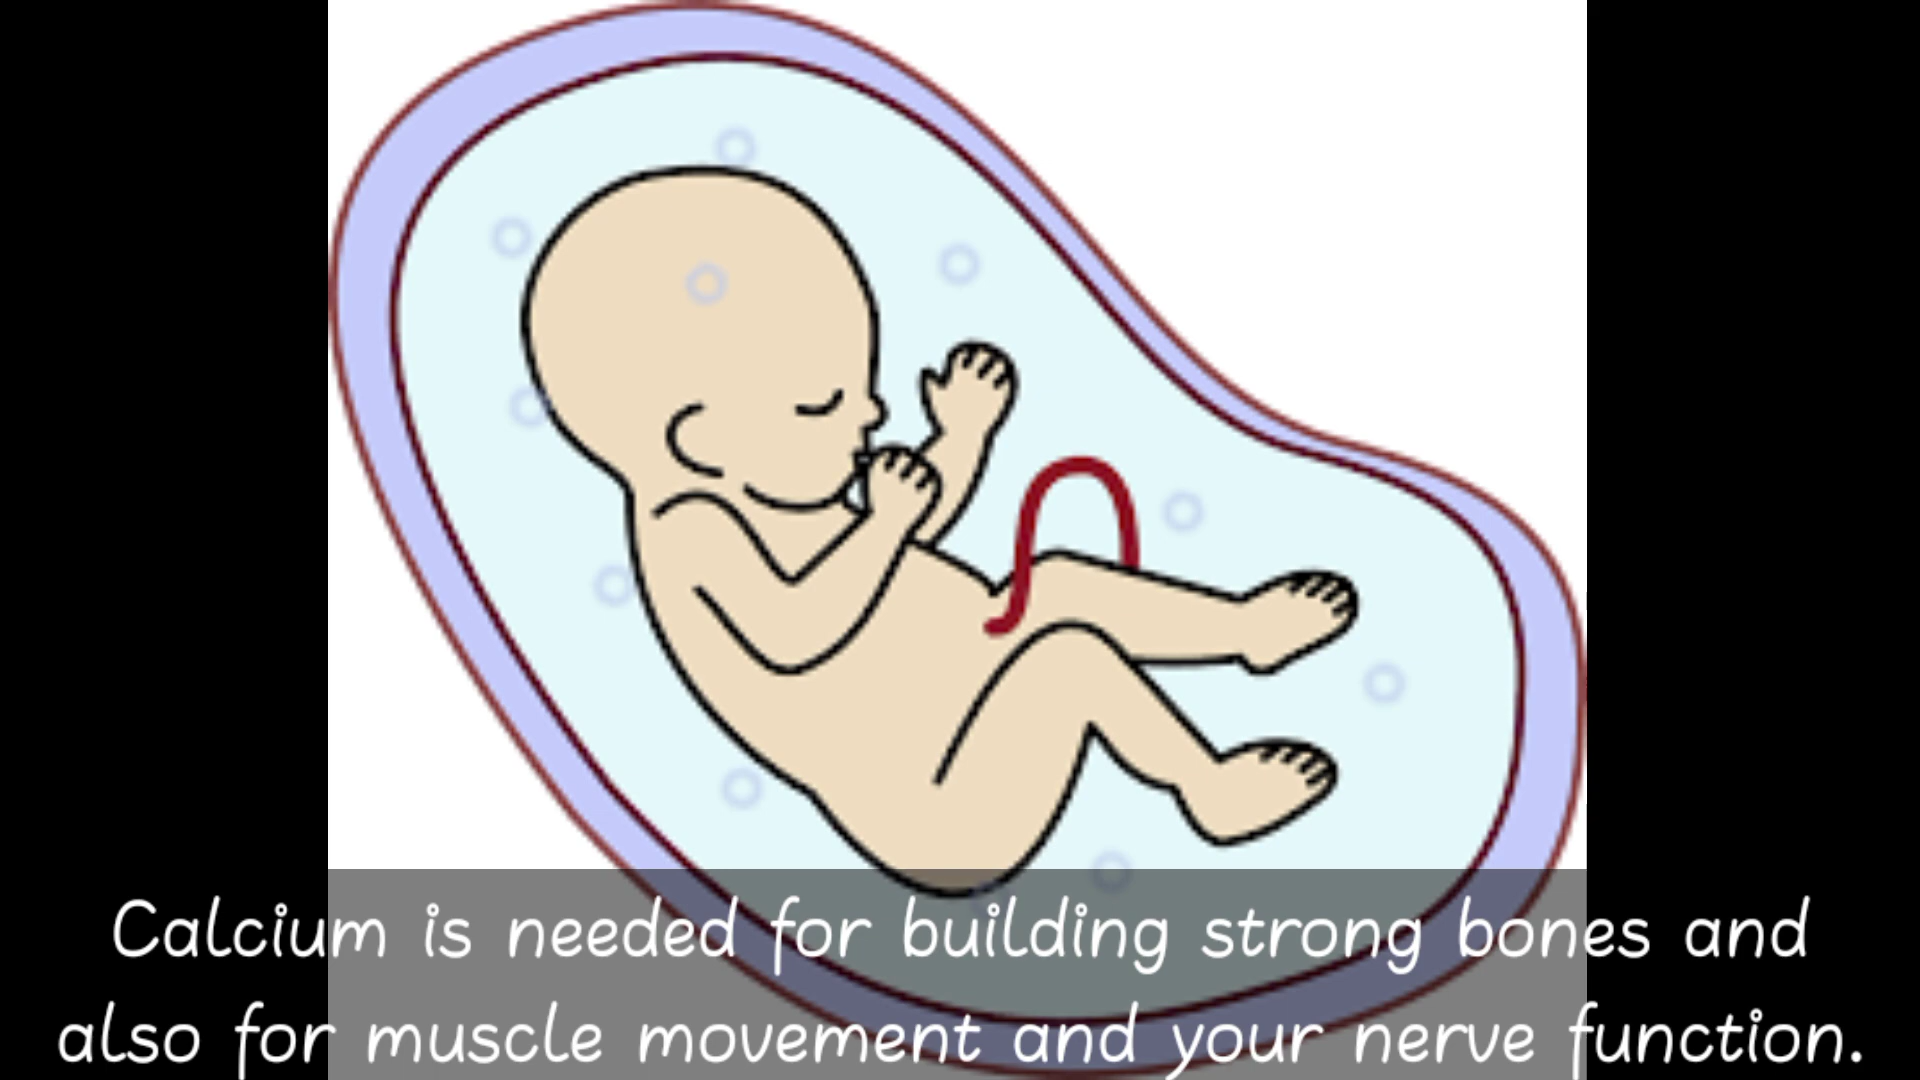 Calcium is needed for building strong bones and
also for muscle movement and your nerve function.